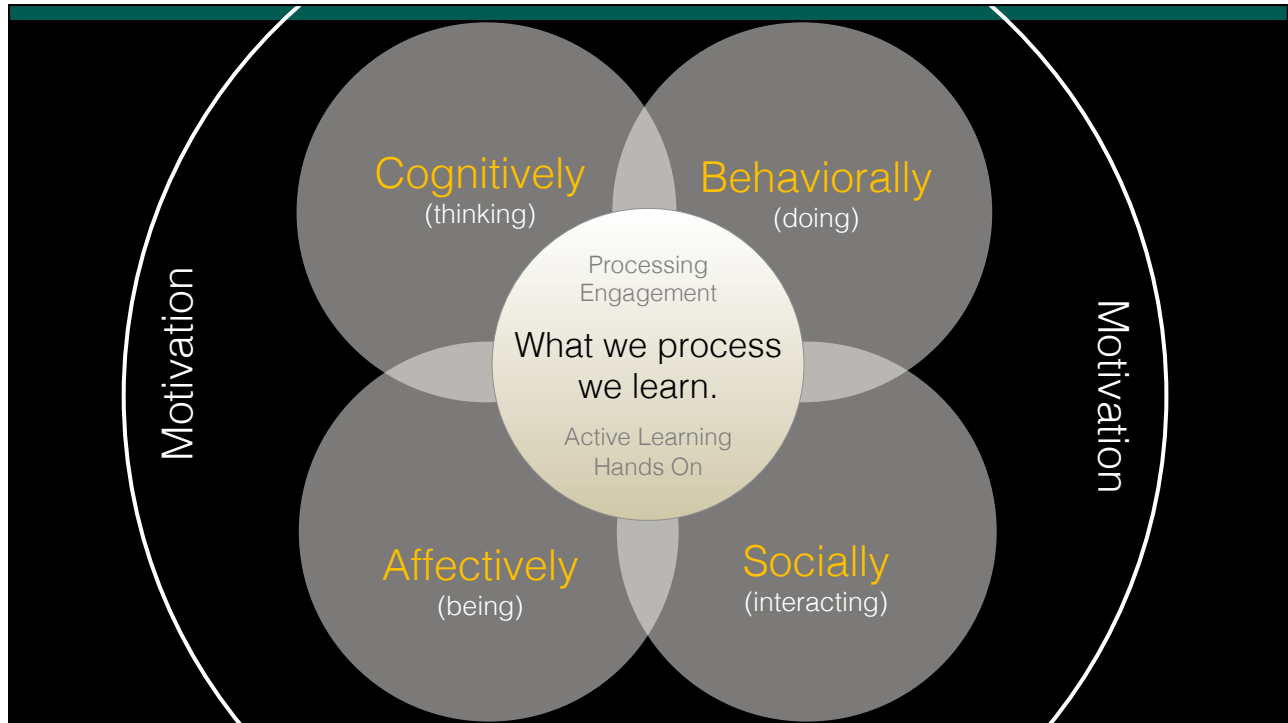 Cognitively
(thinking)
Behaviorally
(doing)
Processing
Engagement
What we process
we learn.
Active Learning
Hands On
Motivation
Motivation
Affectively
(being)
Socially
(interacting)